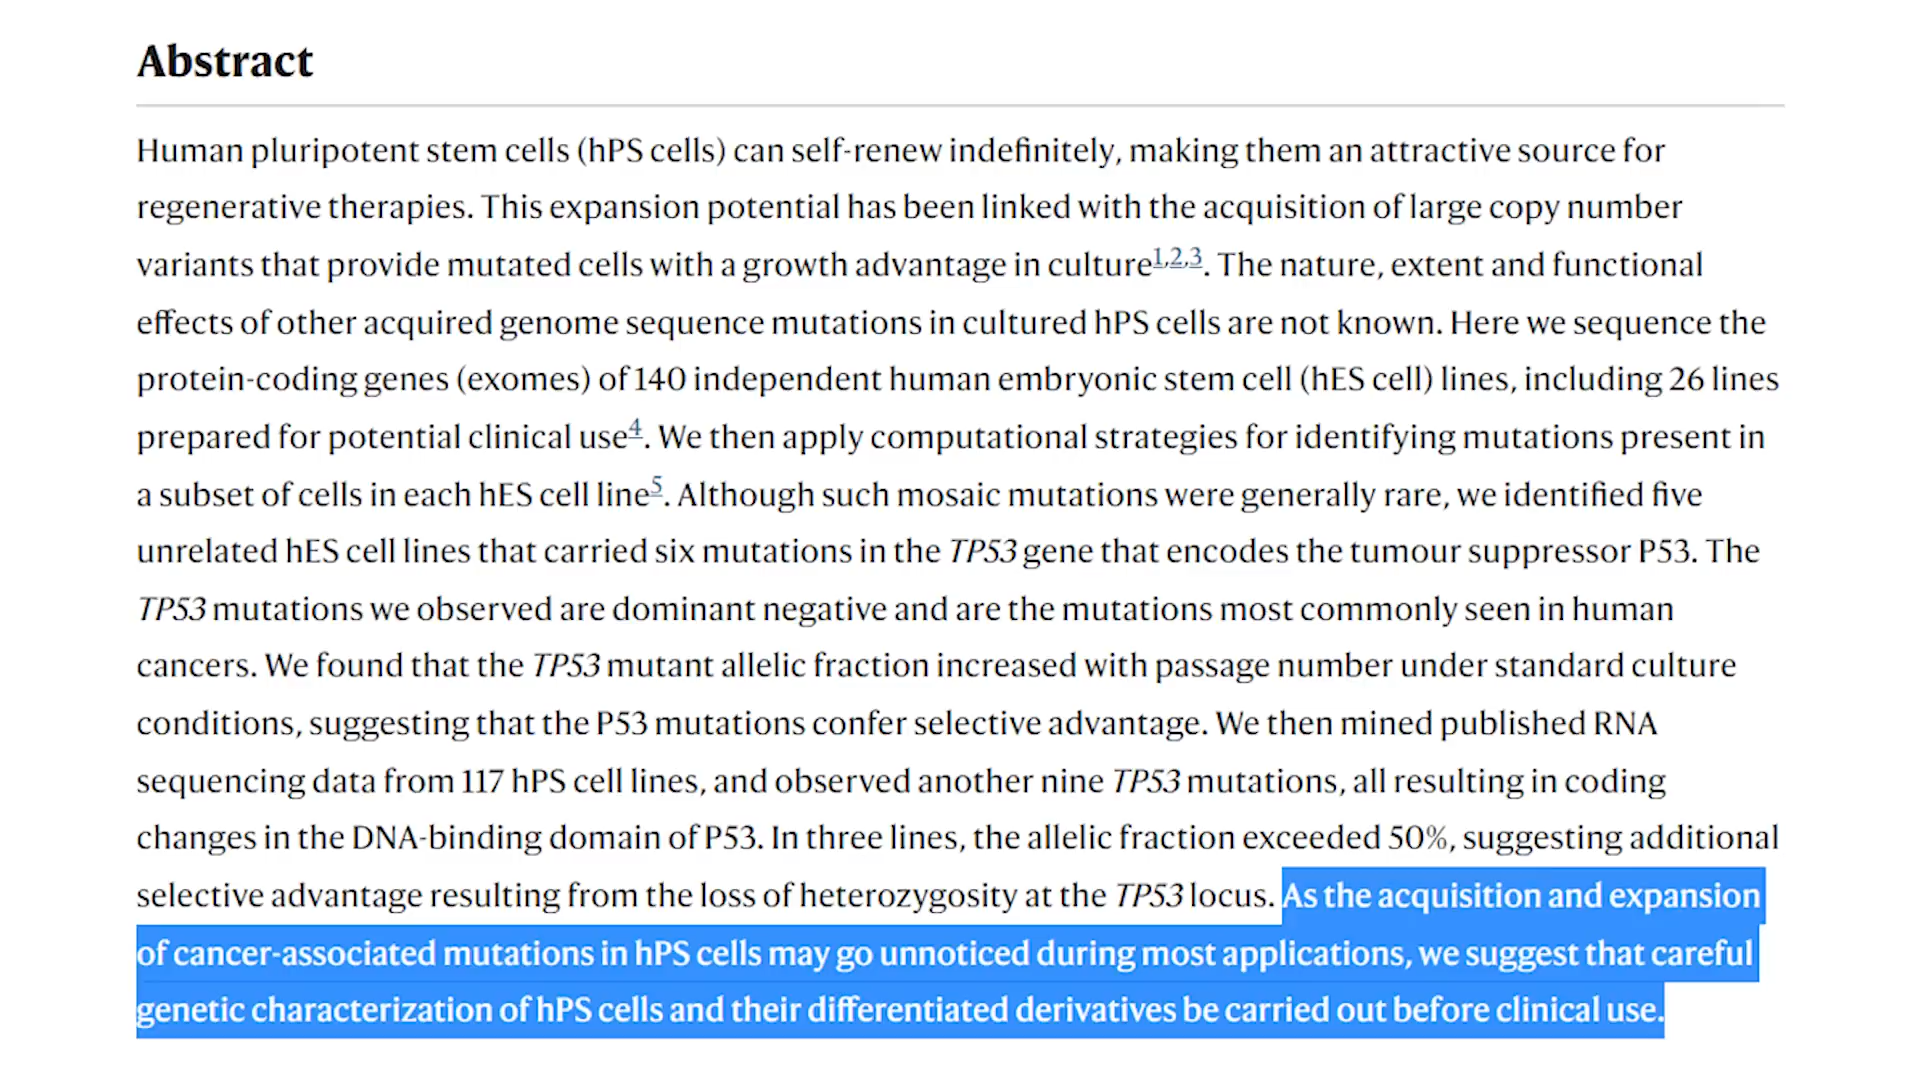 Abstract
Human pluripotent stem cells (hPS cells) can self-renew indefinitely, making them an attractive source for
regenerative therapies. This expansion potential has been linked with the acquisition of large copy number
variants that provide mutated cells with a growth advantage in culture1,2,3. The nature, extent and functional
effects of other acquired genome sequence mutations in cultured hPS cells are not known. Here we sequence the
protein-coding genes (exomes) of 140 independent human embryonic stem cell (hES cell) lines, including 26 lines
prepared for potential clinical use4. We then apply computational strategies for identifying mutations present in
a subset of cells in each hES cell line5. Although such mosaic mutations were generally rare, we identified five
unrelated hES cell lines that carried six mutations in the TP53 gene that encodes the tumour suppressor P53. The
TP53 mutations we observed are dominant negative and are the mutations most commonly seen in human
cancers. We found that the TP53 mutant allelic fraction increased with passage number under standard culture
conditions, suggesting that the P53 mutations confer selective advantage. We then mined published RNA
sequencing data from 117 hPS cell lines, and observed another nine TP53 mutations, all resulting in coding
changes in the DNA-binding domain of P53. In three lines, the allelic fraction exceeded 50%, suggesting additional
selective advantage resulting from the loss of heterozygosity at the TP53 locus. As the acquisition and expansion
of cancer-associated mutations in hPS cells may go unnoticed during most applications, we suggest that careful
genetic characterization of hPS cells and their differentiated derivatives be carried out before clinical use.